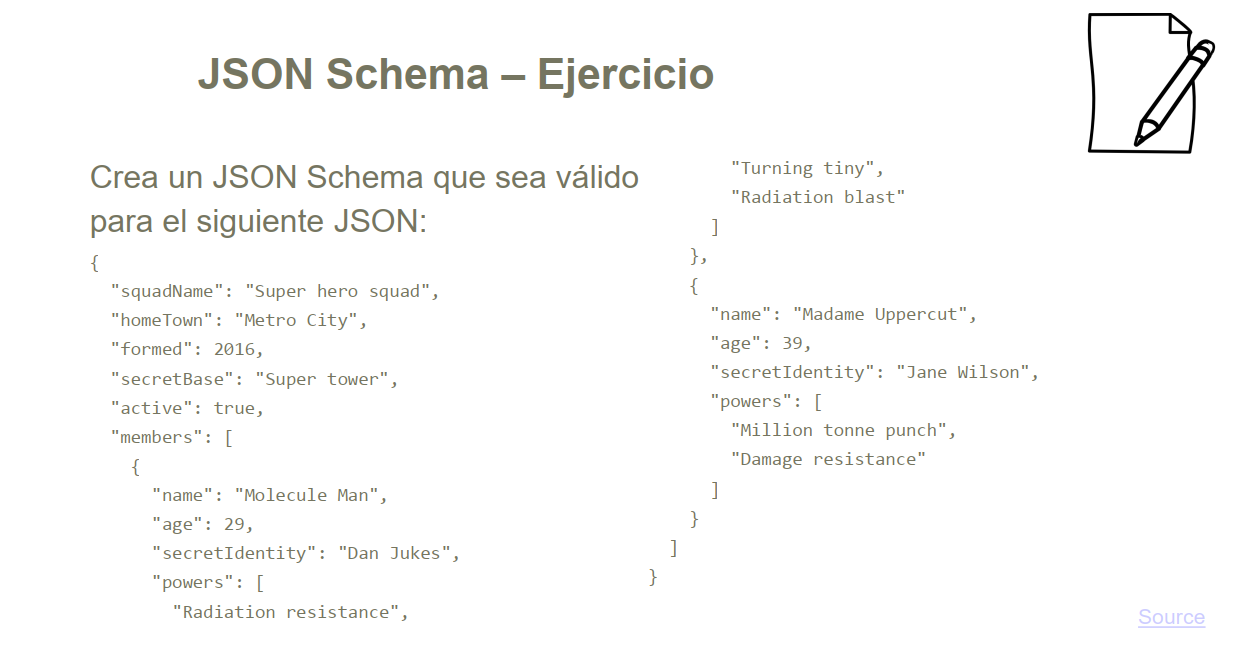 JSON Schema – Ejercicio
Crea un JSON Schema que sea válido
para el siguiente JSON:
{
  "squadName": "Super hero squad",
  "homeTown": "Metro City",
  "formed": 2016,
  "secretBase": "Super tower",
  "active": true,
  "members": [
    {
      "name": "Molecule Man",
      "age": 29,
      "secretIdentity": "Dan Jukes",
      "powers": [
        "Radiation resistance",
        "Turning tiny",
        "Radiation blast"
      ]
    },
    {
      "name": "Madame Uppercut",
      "age": 39,
      "secretIdentity": "Jane Wilson",
      "powers": [
        "Million tonne punch",
        "Damage resistance"
      ]
    }
  ]
}
Source